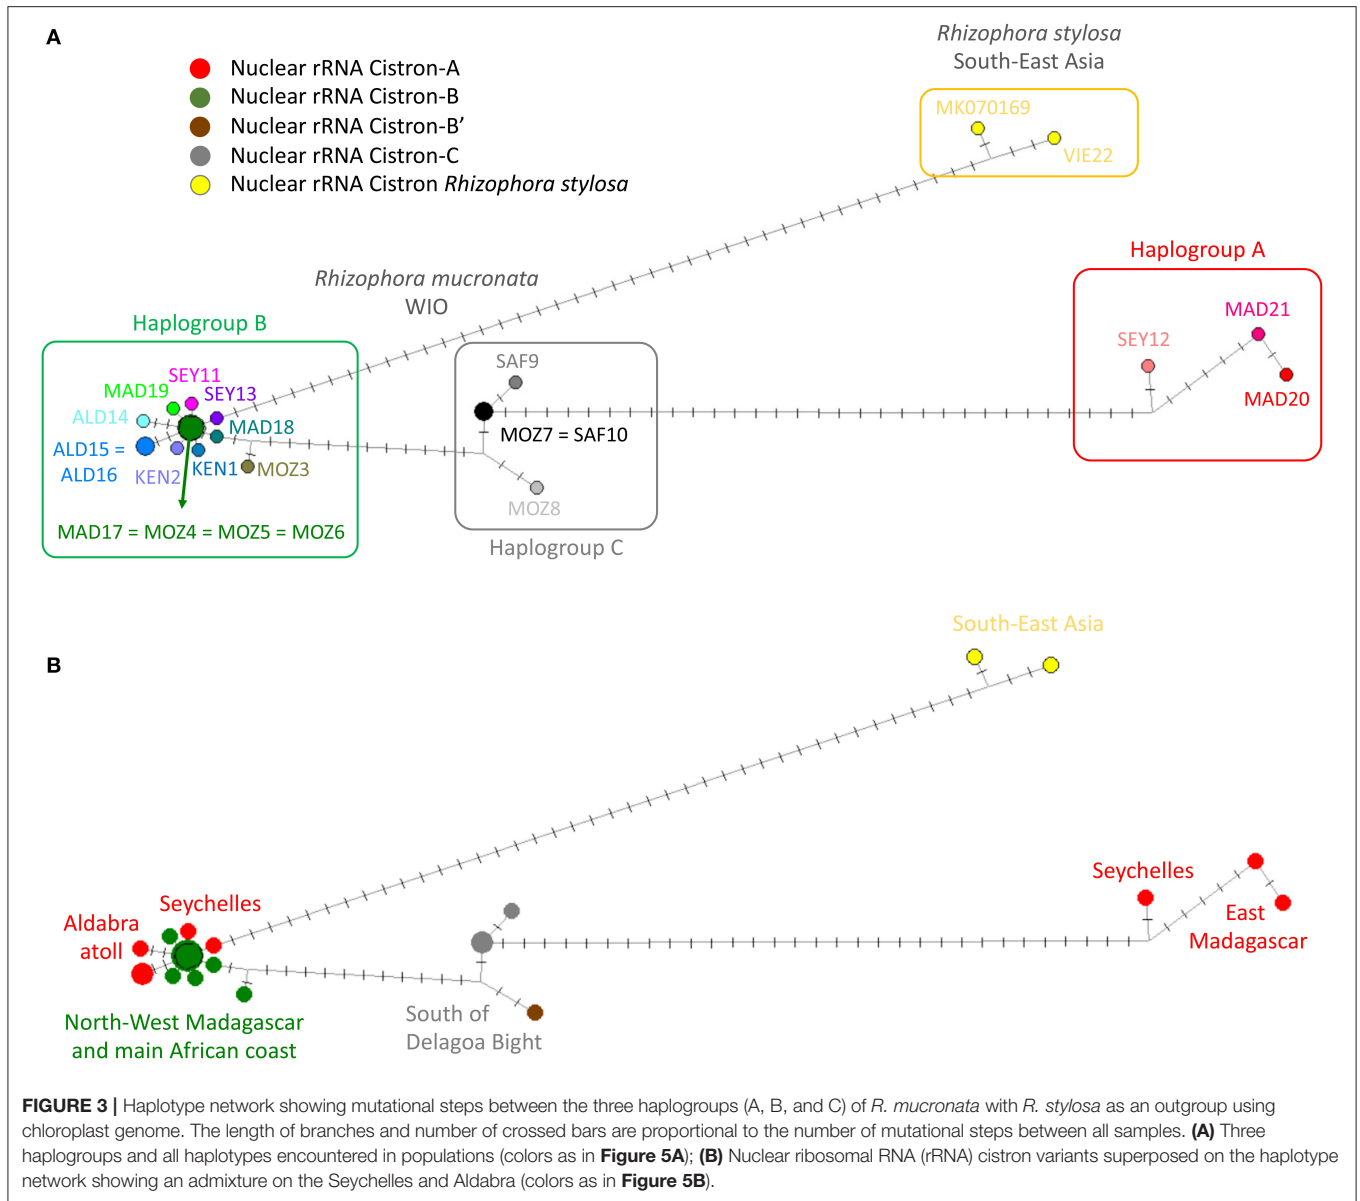 A
Nuclear rRNA Cistron-A
Nuclear rRNA Cistron-B
Nuclear rRNA Cistron-B’
Nuclear rRNA Cistron-C
Nuclear rRNA Cistron Rhizophora stylosa
Rhizophora stylosa
South-East Asia
MK070169
VIE22
Haplogroup A
MAD21
SEY12
MAD20
Rhizophora mucronata
WIO
Haplogroup B
SEY11
MAD19
SEY13
ALD14
MAD18
ALD15 =
ALD16
KEN2
KEN1
MOZ3
MAD17 = MOZ4 = MOZ5 = MOZ6
SAF9
MOZ7 = SAF10
MOZ8
Haplogroup C
B
South-East Asia
Seychelles
Aldabra
atoll
North-West Madagascar
and main African coast
South of
Delagoa Bight
Seychelles
East
Madagascar
FIGURE 3 | Haplotype network showing mutational steps between the three haplogroups (A, B, and C) of R. mucronata with R. stylosa as an outgroup using
chloroplast genome. The length of branches and number of crossed bars are proportional to the number of mutational steps between all samples. (A) Three
haplogroups and all haplotypes encountered in populations (colors as in Figure 5A); (B) Nuclear ribosomal RNA (rRNA) cistron variants superposed on the haplotype
network showing an admixture on the Seychelles and Aldabra (colors as in Figure 5B).